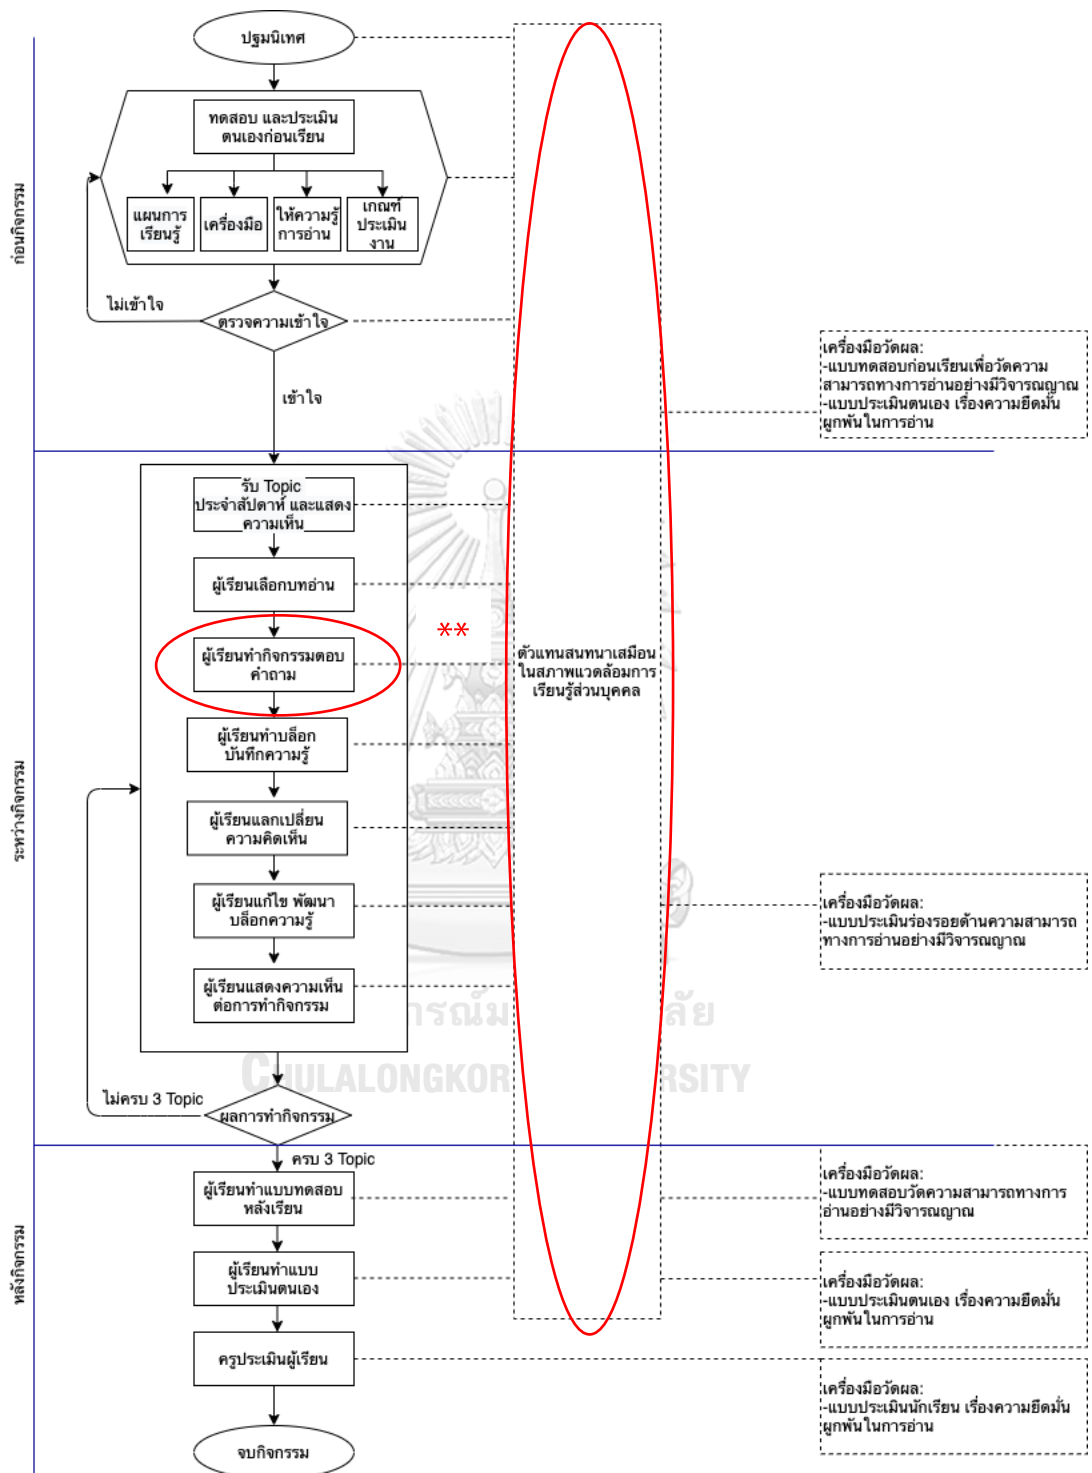 ปฐมนิเทศ
ทดสอบ และประเมิน
ตนเองก่อนเรียน
แผนการ
เรียนรู้
เครื่องมือ
ให้ความรู้
การอ่าน
เกณฑ์
ประเมิน
งาน
ก่อนกิจกรรม
ไม่เข้าใจ
ตรวจความเข้าใจ
เข้าใจ
เครื่องมือวัดผล:
-แบบทดสอบก่อนเรียนเพื่อวัดความ
สามารถทางการอ่านอย่างมีวิจารณญาณ
-แบบประเมินตนเอง เรื่องความยึดมั่น
ผูกพันในการอ่าน
รับ Topic
ประจำสัปดาห์ และแสดง
ความเห็น
ผู้เรียนเลือกบทอ่าน
**
ผู้เรียนทำกิจกรรมตอบ
คำถาม
ตัวแทนสนทนาเสมือน
ในสภาพแวดล้อมการ
เรียนรู้ส่วนบุคคล
ผู้เรียนทำบล็อก
บันทึกความรู้
ระหว่างกิจกรรม
ผู้เรียนแลกเปลี่ยน
ความคิดเห็น
ผู้เรียนแก้ไข พัฒนา
บล็อกความรู้
เครื่องมือวัดผล:
-แบบประเมินร่องรอยด้านความสามารถ
ทางการอ่านอย่างมีวิจารณญาณ
ผู้เรียนแสดงความเห็น
ต่อการทำกิจกรรม
ไม่ครบ 3 Topic
ผลการทำกิจกรรม
ครบ 3 Topic
ผู้เรียนทำแบบทดสอบ
หลังเรียน
เครื่องมือวัดผล:
-แบบทดสอบวัดความสามารถทางการ
อ่านอย่างมีวิจารณญาณ
หลังกิจกรรม
ผู้เรียนทำแบบ
ประเมินตนเอง
เครื่องมือวัดผล:
-แบบประเมินตนเอง เรื่องความยึดมั่น
ผูกพันในการอ่าน
ครูประเมินผู้เรียน
เครื่องมือวัดผล:
-แบบประเมินนักเรียน เรื่องความยึดมั่น
ผูกพันในการอ่าน
จบกิจกรรม